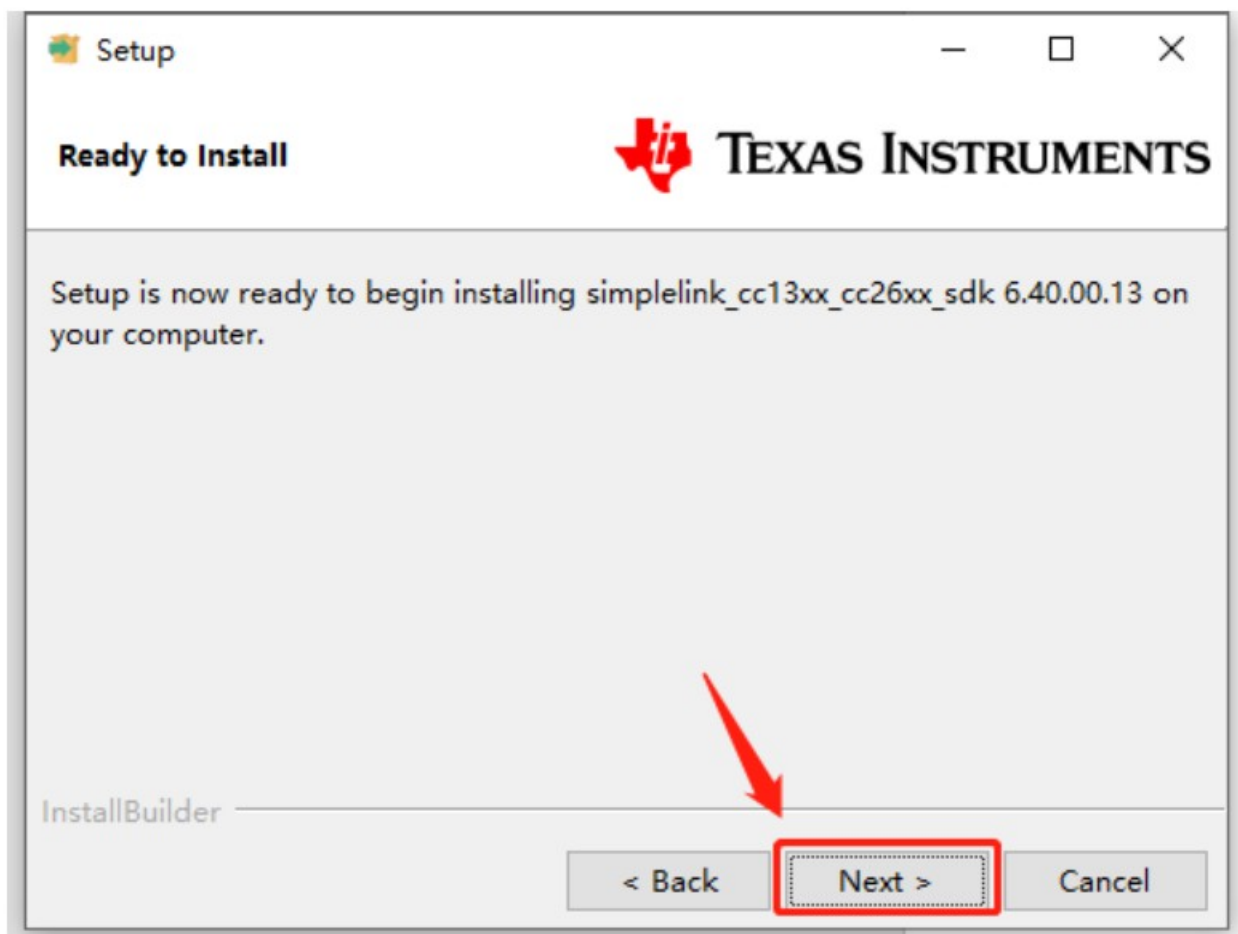 Setup
Ready to Install
TEXAS INSTRUMENTS
Setup is now ready to begin installing simplelink_cc13xx_cc26xx_sdk 6.40.00.13 on
your computer.
InstallBuilder
< Back
Next >
Cancel